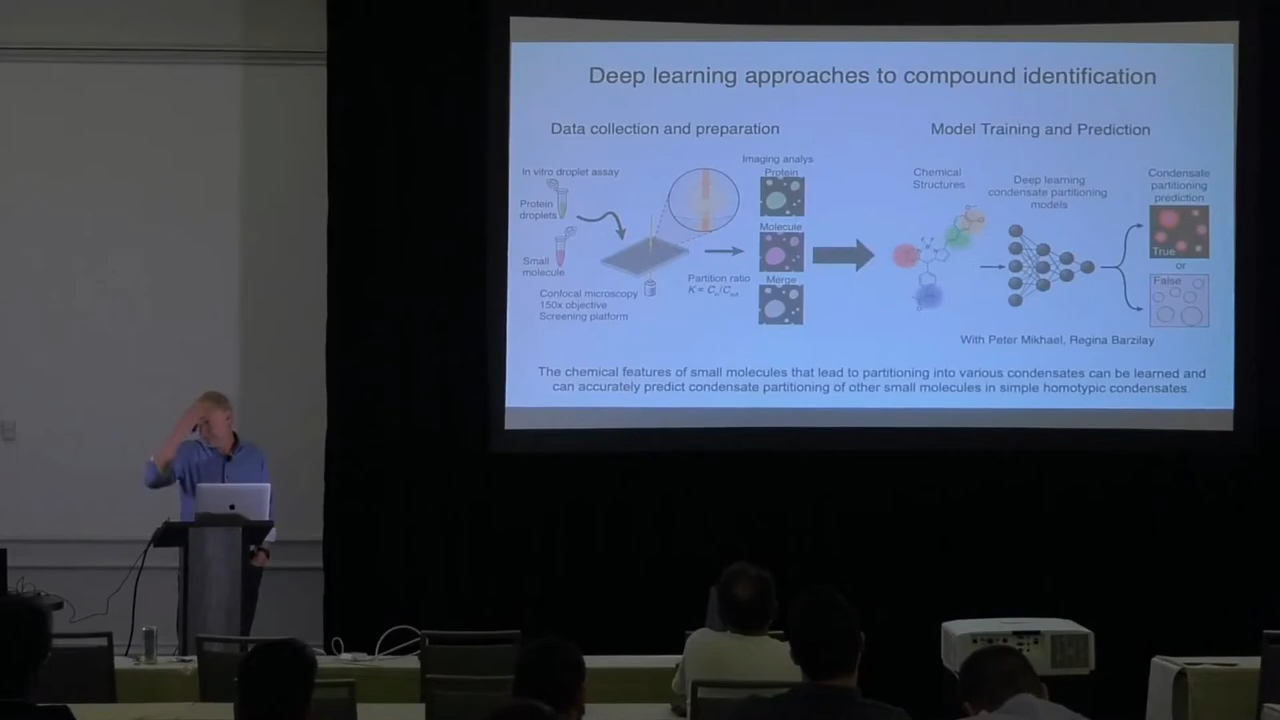 Deep learning approaches to compound identification
Data collection and preparation
In vitro droplet assay
Protein
droplets
Small
molecule
Confocal microscopy
150x objective
Screening platform
Partition ratio
K = C
Imaging analys
Protein
Molecule
Merge
Model Training and Prediction
Chemical
Structures
Deep learning
condensate partitioning
models
Condensate
partitioning
prediction
True
or
False
With Peter Mikhael, Regina Barzilay
The chemical features of small molecules that lead to partitioning into various condensates can be learned and
can accurately predict condensate partitioning of other small molecules in simple homotypic condensates.